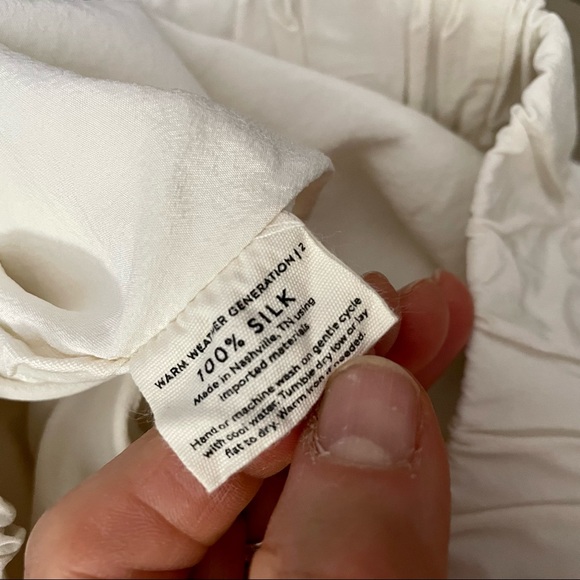 WARM WEATHER GENERATION | 2
100% SILK
Made in Nashville, TN using
imported materials
Hand or machine wash on gentle cycle
with cool water. Tumble dry low or lay
flat to dry. Warm iron if needed.